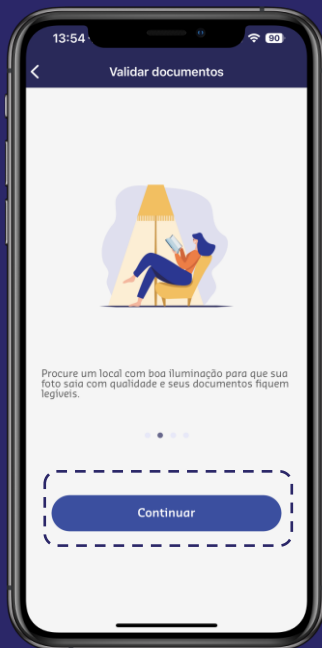 13:54
90
Validar documentos
Procure um local com boa iluminação para que sua
foto saia com qualidade e seus documentos fiquem
legíveis.
Continuar